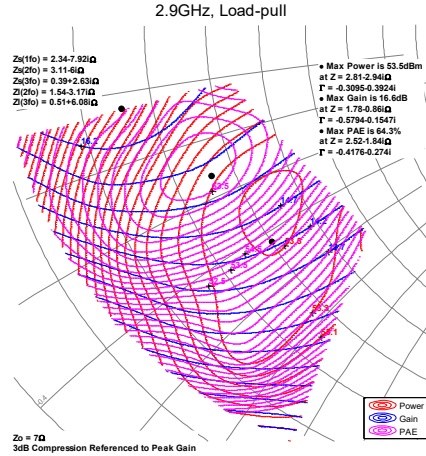 2.9GHz, Load-pull
Zs(1fo) = 2.34-7.92iΩ
Zs(2fo) = 3.11-6iΩ
Zs(3fo) = 0.39+2.63iΩ
Zl(2fo) = 1.54-3.17iΩ
Zl(3fo) = 0.51+6.08iΩ
● Max Power is 53.5dBm
at Z = 2.81-2.94iΩ
Γ = -0.3095-0.3924i
● Max Gain is 16.6dB
at Z = 1.78-0.86iΩ
Γ = -0.5794-0.1547i
● Max PAE is 64.3%
at Z = 2.52-1.84iΩ
Γ = -0.4176-0.274i
Power
Gain
PAE
Zo = 7Ω
3dB Compression Referenced to Peak Gain